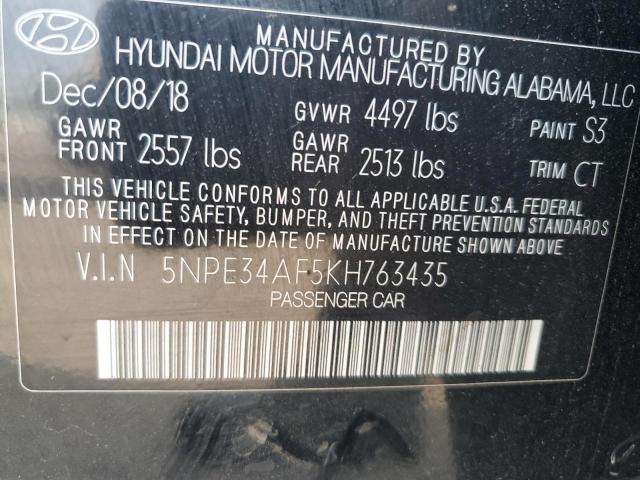 MANUFACTURED BY
HYUNDAI MOTOR MANUFACTURING ALABAMA, LLC
Dec/08/18 GVWR 4497 lbs PAINT S3
GAWR FRONT 2557 lbs GAWR REAR 2513 lbs TRIM CT
THIS VEHICLE CONFORMS TO ALL APPLICABLE U.S.A. FEDERAL
MOTOR VEHICLE SAFETY, BUMPER, AND THEFT PREVENTION STANDARDS
IN EFFECT ON THE DATE OF MANUFACTURE SHOWN ABOVE.
V.I.N 5NPE34AF5KH763435
PASSENGER CAR